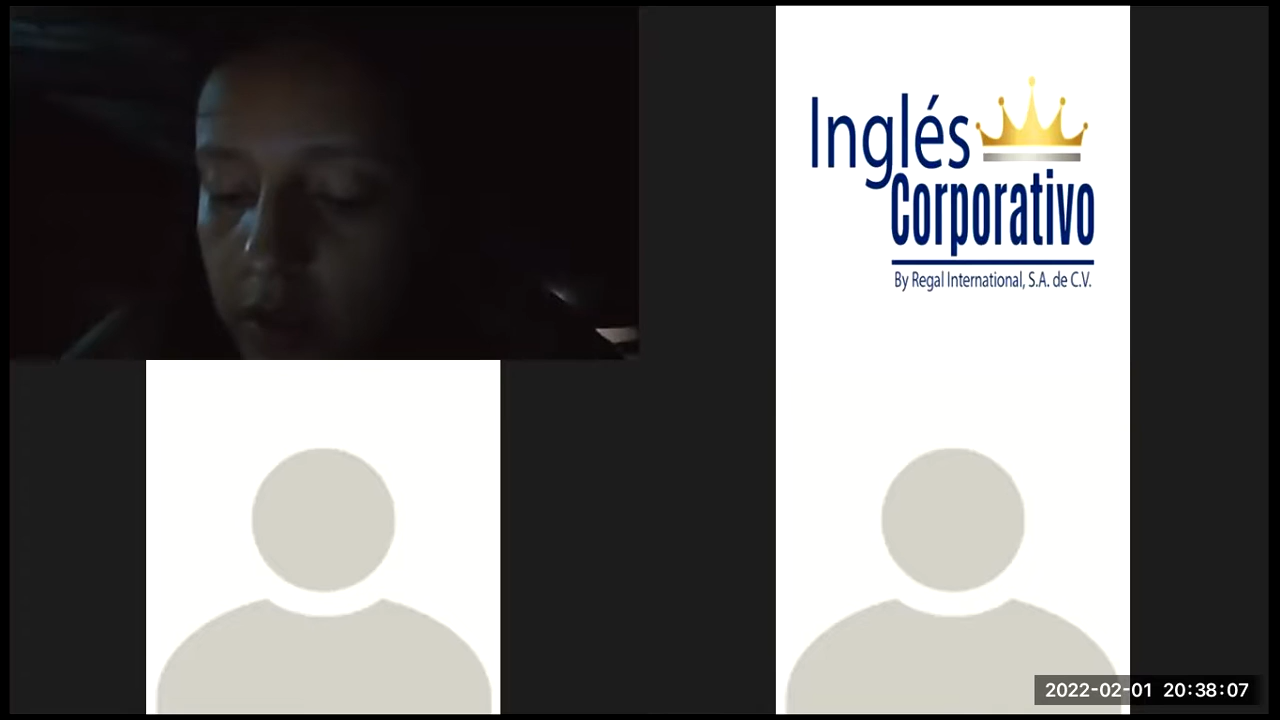 Inglés
Corporativo
By Regal International, S.A. de C.V.
2022-02-01 20:38:07